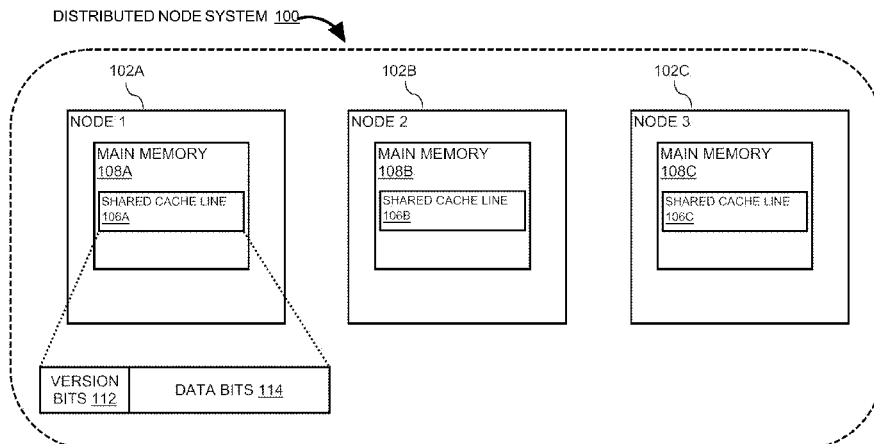 DISTRIBUTED NODE SYSTEM 100
102A
102B
102C
NODE 1
NODE 2
NODE 3
MAIN MEMORY
108A
MAIN MEMORY
108B
MAIN MEMORY
108C
SHARED CACHE LINE
106A
SHARED CACHE LINE
106B
SHARED CACHE LINE
106C
VERSION
BITS 112
DATA BITS 114